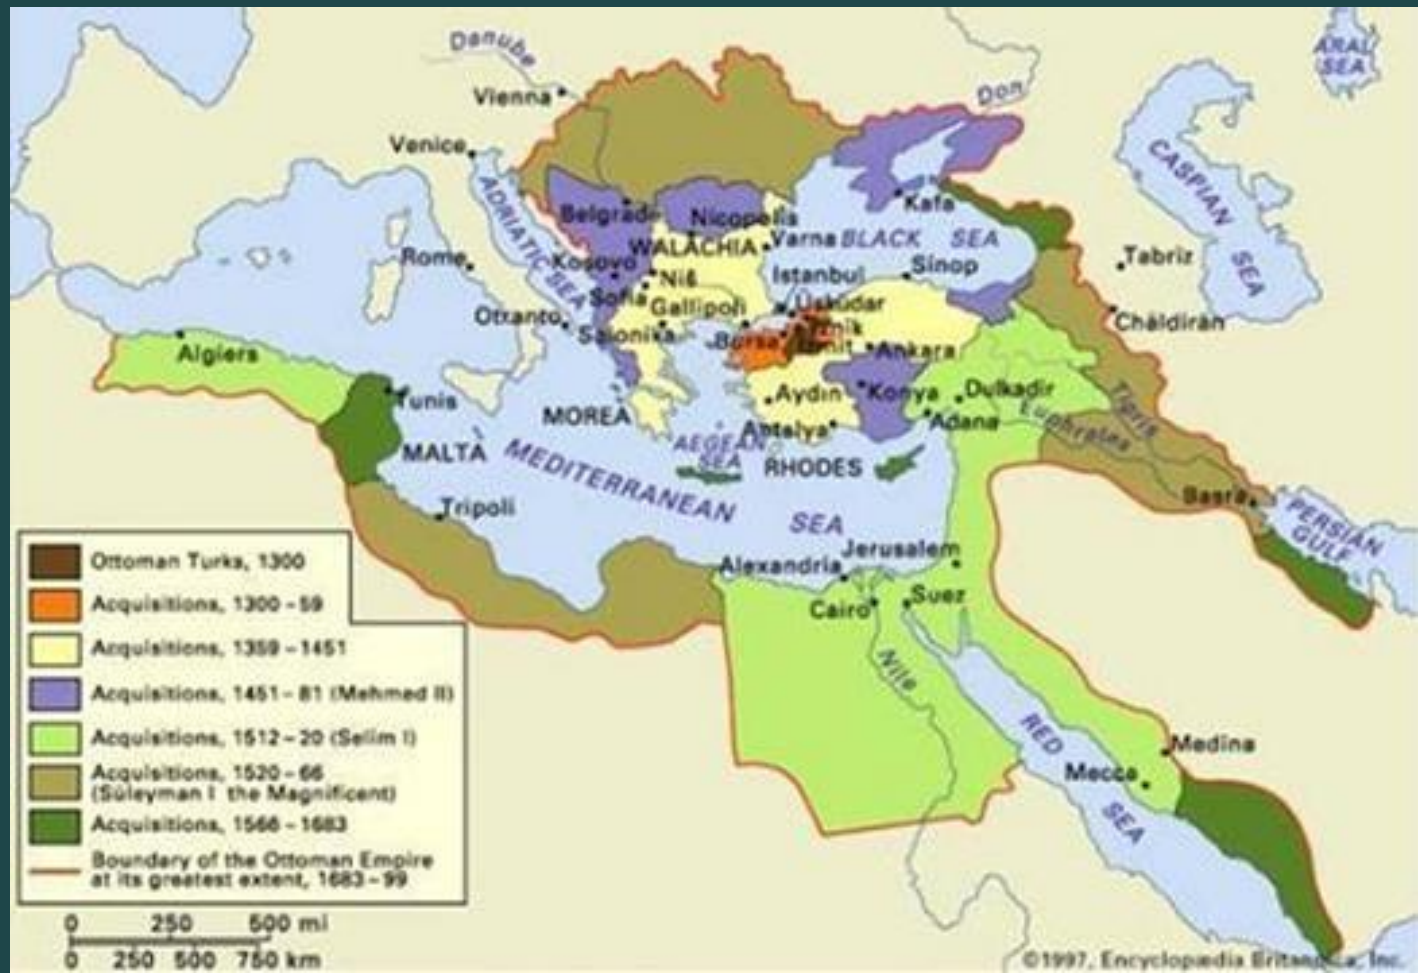 Danube
Vienna
Don
ARAL
SEA
Venice
ADRIATIC SEA
CASPIAN
SEA
Belgrade
Nicopolis
Kafa
WALACHIA
Varna
BLACK SEA
Rome
Kosovo
Niš
Istanbul
Sinop
Tabriz
Sofia
Gallipoli
Üsküdar
Otranto
Salonika
Bursa
İznik
İzmit
Ankara
Châldirân
Algiers
Tunis
Aydın
Konya
Dulkadir
Tigris
MOREA
Antalya
Adana
Euphrates
AEGEAN
SEA
MALTA
RHODES
MEDITERRANEAN
SEA
Tripoli
Basra
PERSIAN
GULF
Alexandria
Jerusalem
Cairo
Suez
Nile
RED
SEA
Medina
Mecca
Ottoman Turks, 1300
Acquisitions, 1300–59
Acquisitions, 1359–1451
Acquisitions, 1451–81 (Mehmed II)
Acquisitions, 1512–20 (Selim I)
Acquisitions, 1520–66
(Süleyman I the Magnificent)
Acquisitions, 1566–1683
Boundary of the Ottoman Empire
at its greatest extent, 1683–99
0 250 500 mi
0 250 500 750 km
©1997, Encyclopædia Britannica, Inc.